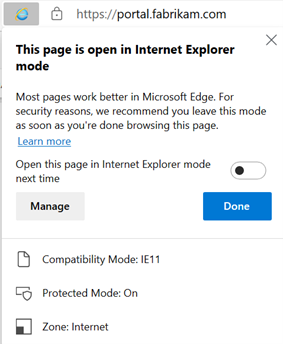 https://portal.fabrikam.com
This page is open in Internet Explorer
mode
Most pages work better in Microsoft Edge. For
security reasons, we recommend you leave this mode
as soon as you're done browsing this page.
Learn more
Open this page in Internet Explorer mode
next time
Manage Done
Compatibility Mode: IE11
Protected Mode: On
Zone: Internet